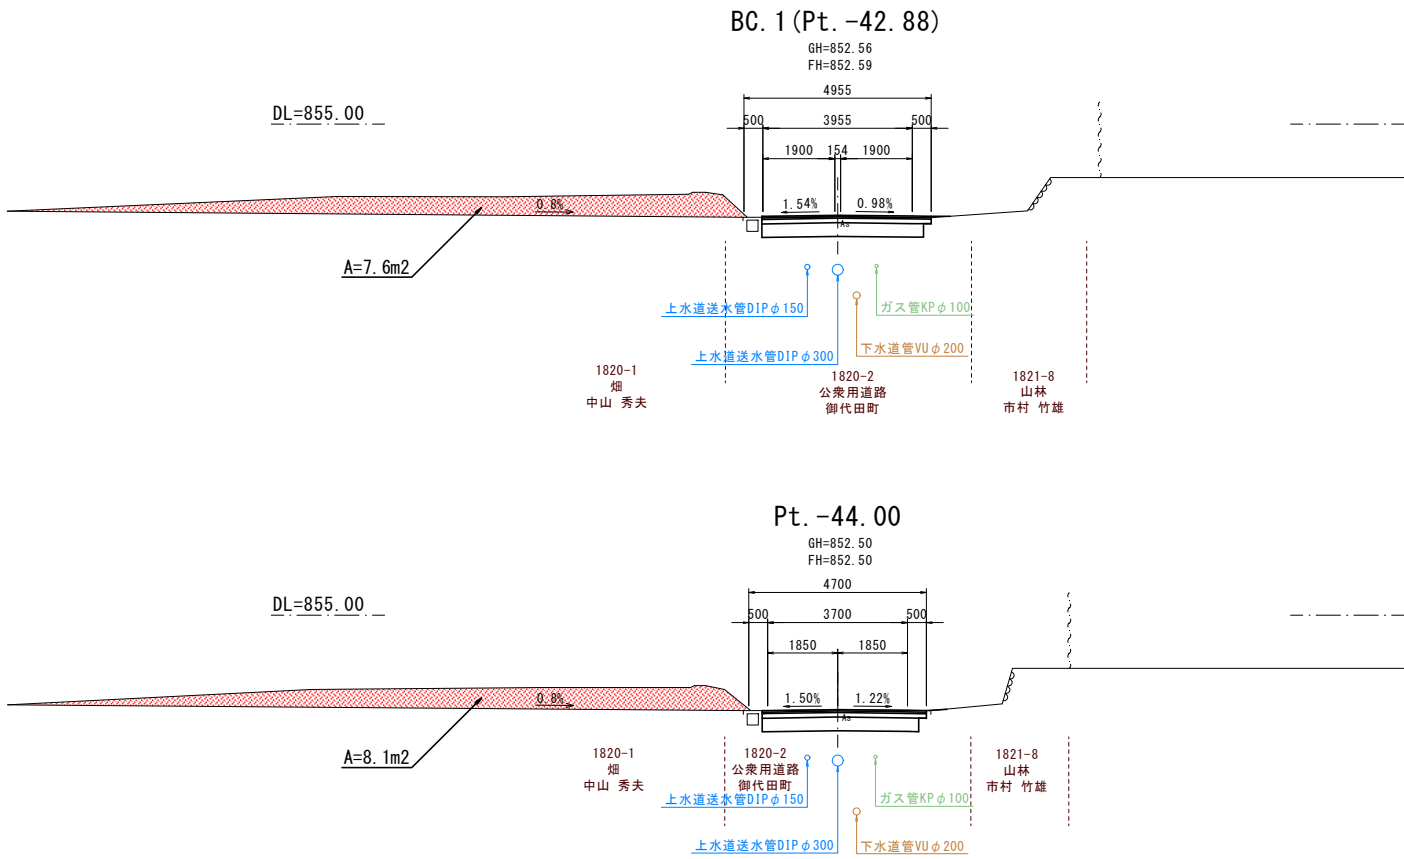 BC.1(Pt.-42.88)
GH=852.56
FH=852.59
4955
DL=855.00
500
3955
500
1900
154
1900
0.8%
1.54%
0.98%
As
A=7.6m2
上水道送水管DIPφ150
ガス管KPφ100
上水道送水管DIPφ300
下水道管VUφ200
1820-1
畑
中山 秀夫
1820-2
公衆用道路
御代田町
1821-8
山林
市村 竹雄
Pt.-44.00
GH=852.50
FH=852.50
4700
DL=855.00
500
3700
500
1850
1850
0.8%
1.50%
1.22%
As
A=8.1m2
1820-1
畑
中山 秀夫
1820-2
公衆用道路
御代田町
1821-8
山林
市村 竹雄
上水道送水管DIPφ150
ガス管KPφ100
上水道送水管DIPφ300
下水道管VUφ200